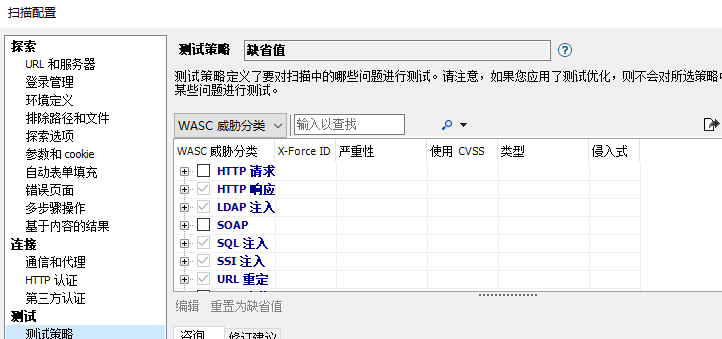 扫描配置
探索
URL 和服务器
登录管理
环境定义
排除路径和文件
探索选项
参数和 cookie
自动表单填充
错误页面
多步骤操作
基于内容的结果
连接
通信和代理
HTTP 认证
第三方认证
测试
测试策略
测试策略 缺省值
测试策略定义了要对扫描中的哪些问题进行测试。请注意，如果您应用了测试优化，则不会对所选策略
某些问题进行测试。
WASC 威胁分类 输入以查找
WASC 威胁分类 X-Force ID 严重性 使用 CVSS 类型 侵入式
HTTP 请求
HTTP 响应
LDAP 注入
SOAP
SQL 注入
SSI 注入
URL 重定
编辑 重置为缺省值
咨询 修订建议